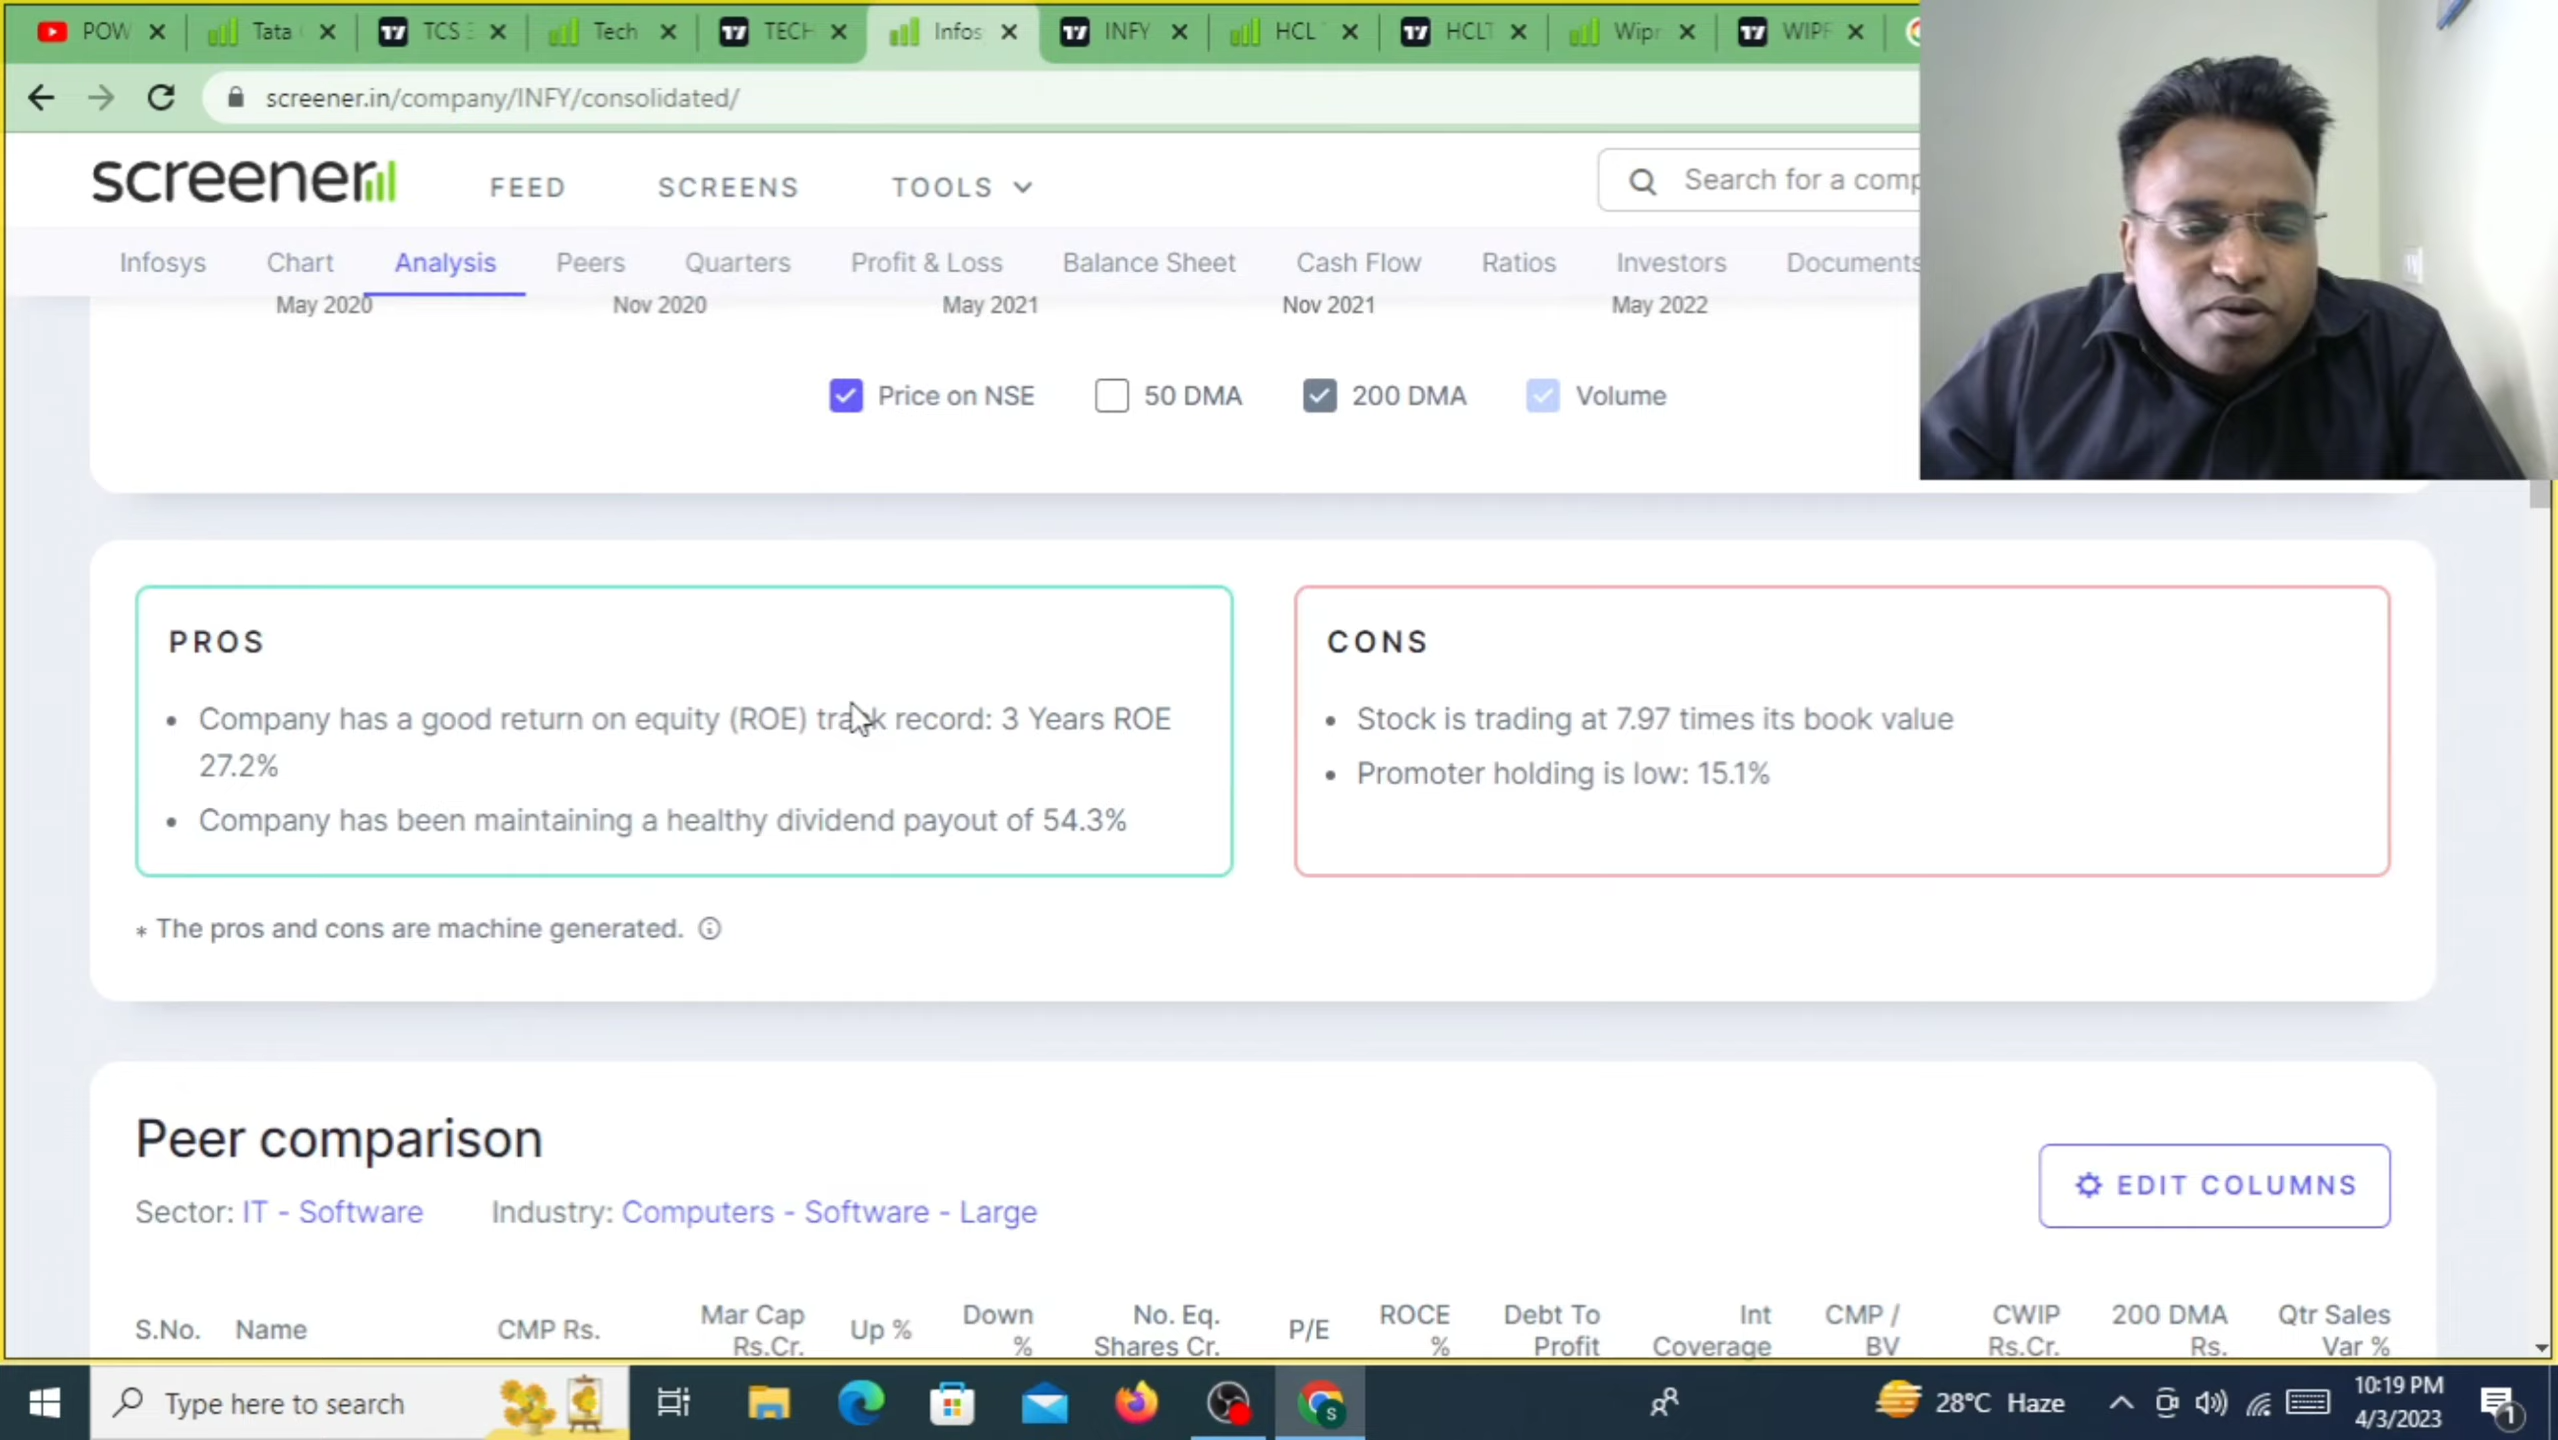 POW
Tata
TCS
Tech
TECH
Infos
INFY
HCL
HCLT
Wipr
WIPF
screener.in/company/INFY/consolidated/
screener
FEED
SCREENS
TOOLS
Search for a comp
Infosys
Chart
Analysis
Peers
Quarters
Profit & Loss
Balance Sheet
Cash Flow
Ratios
Investors
Documents
May 2020
Nov 2020
May 2021
Nov 2021
May 2022
Price on NSE
50 DMA
200 DMA
Volume
PROS
• Company has a good return on equity (ROE) track record: 3 Years ROE
27.2%
• Company has been maintaining a healthy dividend payout of 54.3%
CONS
• Stock is trading at 7.97 times its book value
• Promoter holding is low: 15.1%
* The pros and cons are machine generated.
Peer comparison
EDIT COLUMNS
Sector: IT - Software
Industry: Computers - Software - Large
S.No.
Name
CMP Rs.
Mar Cap
Rs.Cr.
Up %
Down
%
No. Eq.
Shares Cr.
P/E
ROCE
%
Debt To
Profit
Int
Coverage
CMP /
BV
CWIP
Rs.Cr.
200 DMA
Rs.
Qtr Sales
Var %
Type here to search
S
28°C Haze
10:19 PM
4/3/2023
1